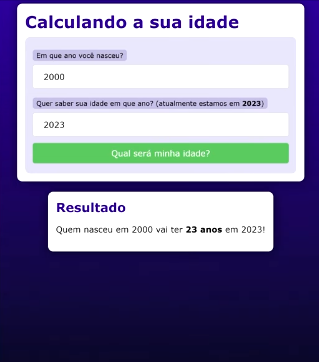 Calculando a sua idade
Em que ano você nasceu?
2000
Quer saber sua idade em que ano? (atualmente estamos em 2023)
2023
Qual será minha idade?
Resultado
Quem nasceu em 2000 vai ter 23 anos em 2023!